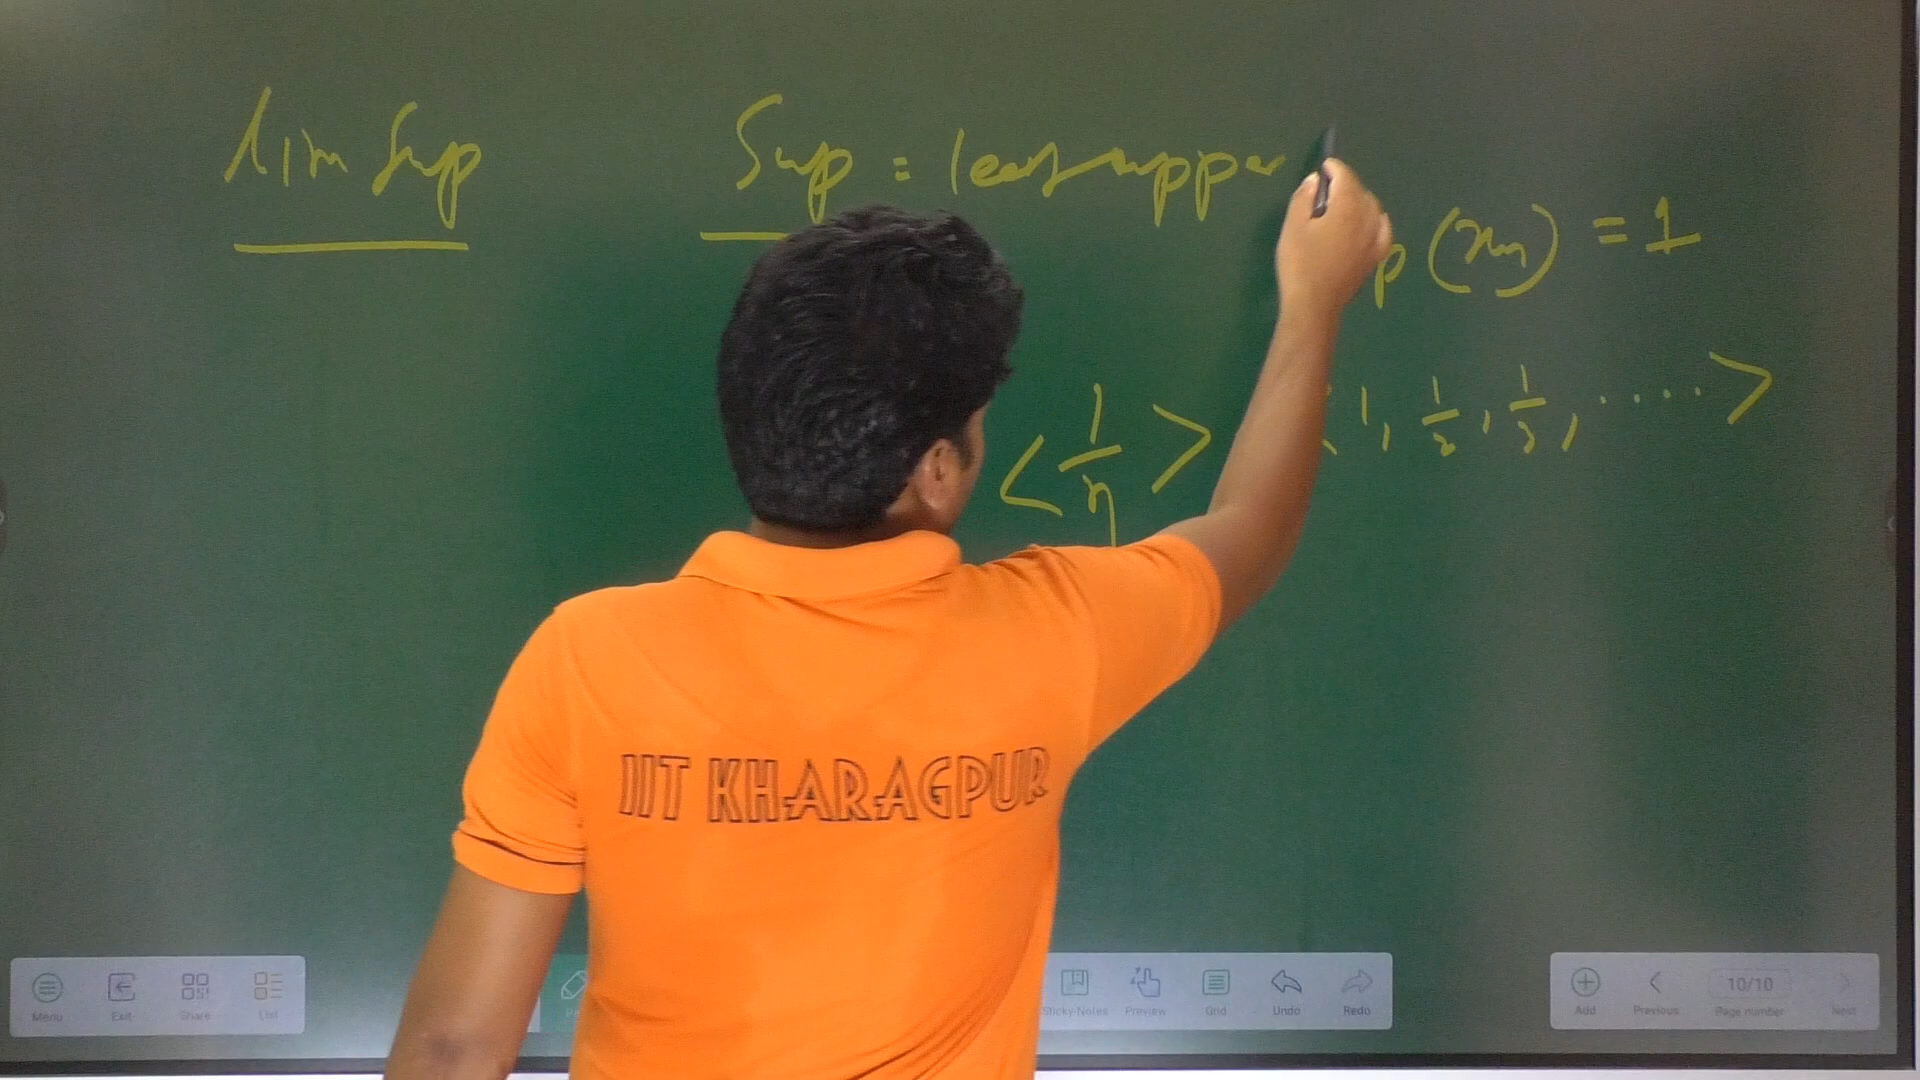 lim Sup
Sup = least upper
p (xn) = 1
< 1/n >
1, 1/2, 1/3, ..... >
IIT KHARAGPUR
Menu Exit Share List
Sticky-Notes Preview Grid Undo Redo
Add Previous 10/10 Page number Next